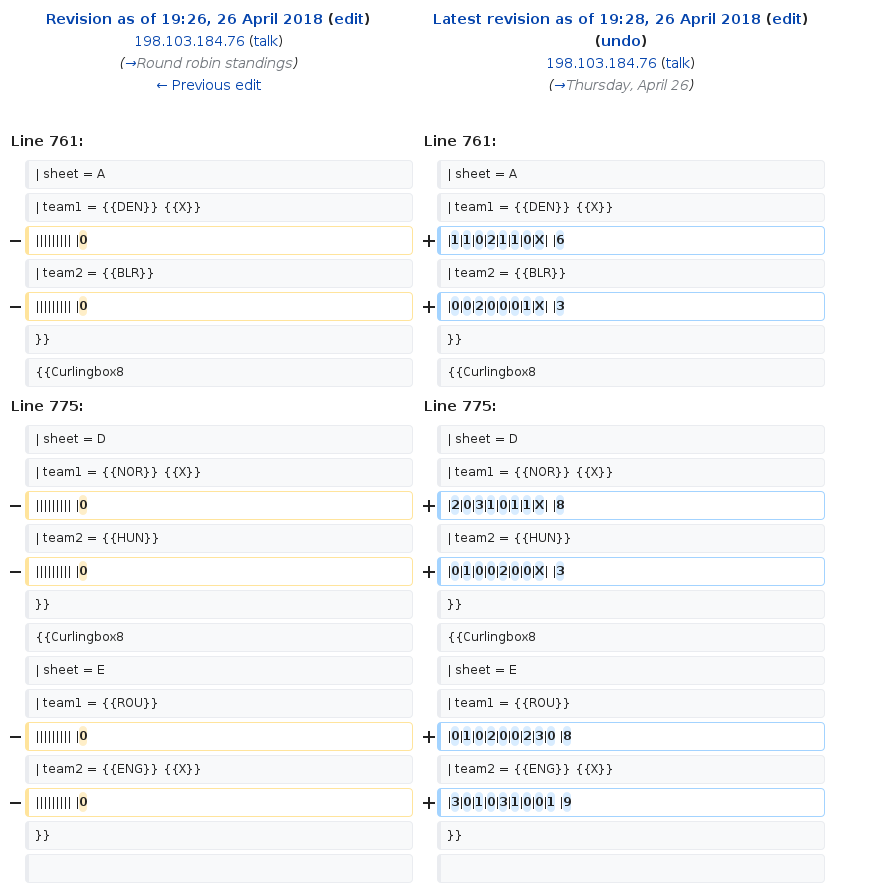 Revision as of 19:26, 26 April 2018 (edit)
198.103.184.76 (talk)
(→Round robin standings)
← Previous edit
Latest revision as of 19:28, 26 April 2018 (edit)
(undo)
198.103.184.76 (talk)
(→Thursday, April 26)
Line 761:
Line 761:
| sheet = A
| sheet = A
| team1 = {{DEN}} {{X}}
| team1 = {{DEN}} {{X}}
− ||||||||| |0
+ |1|1|0|2|1|1|0|X| |6
| team2 = {{BLR}}
| team2 = {{BLR}}
− ||||||||| |0
+ |0|0|2|0|0|0|1|X| |3
}}
}}
{{Curlingbox8
{{Curlingbox8
Line 775:
Line 775:
| sheet = D
| sheet = D
| team1 = {{NOR}} {{X}}
| team1 = {{NOR}} {{X}}
− ||||||||| |0
+ |2|0|3|1|0|1|1|X| |8
| team2 = {{HUN}}
| team2 = {{HUN}}
− ||||||||| |0
+ |0|1|0|0|2|0|0|X| |3
}}
}}
{{Curlingbox8
{{Curlingbox8
| sheet = E
| sheet = E
| team1 = {{ROU}}
| team1 = {{ROU}}
− ||||||||| |0
+ |0|1|0|2|0|0|2|3|0 |8
| team2 = {{ENG}} {{X}}
| team2 = {{ENG}} {{X}}
− ||||||||| |0
+ |3|0|1|0|3|1|0|0|1 |9
}}
}}